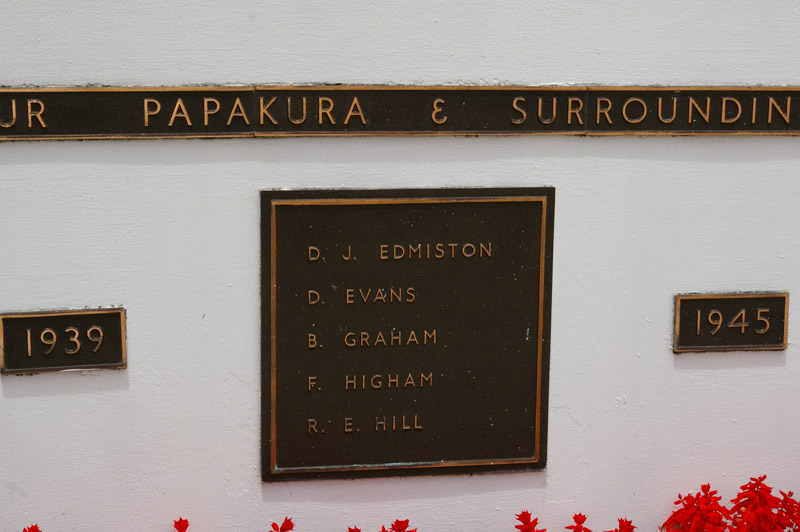 UR PAPAKURA & SURROUNDIN
D. J. EDMISTON
D. EVANS
B. GRAHAM
F. HIGHAM
R. E. HILL
1939
1945